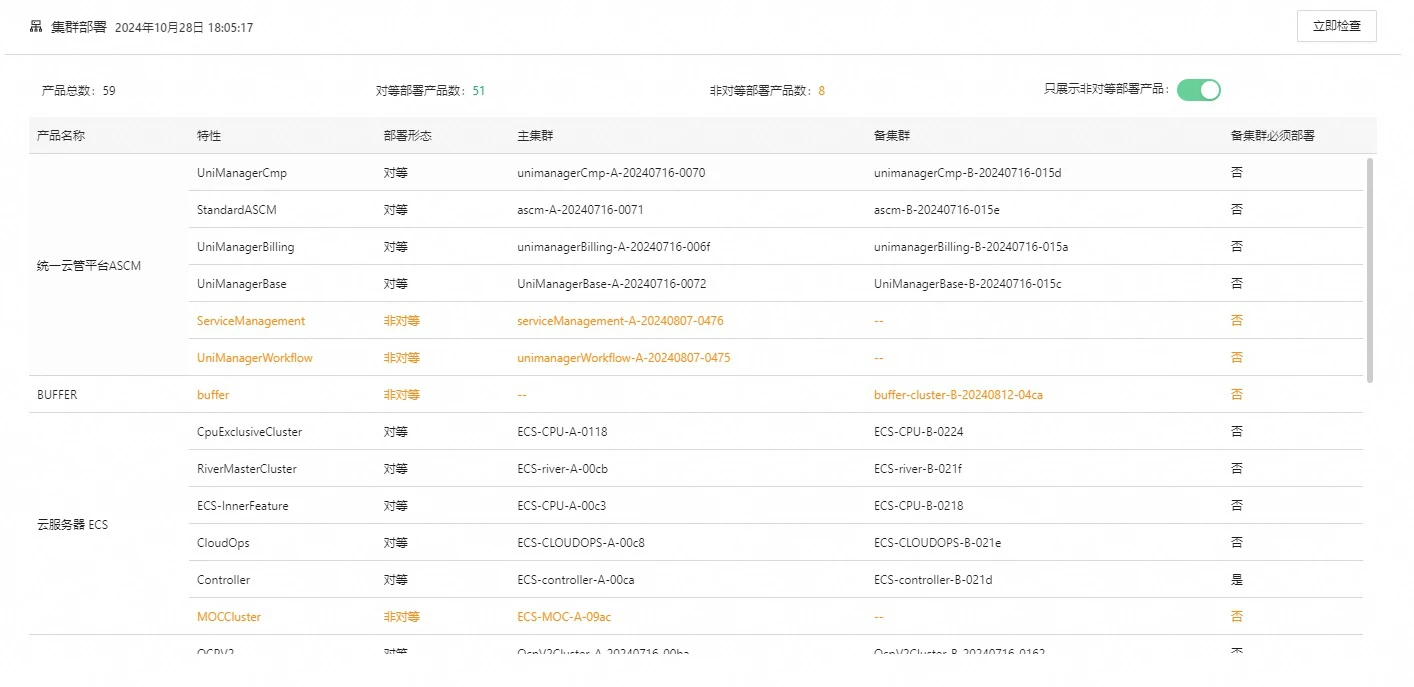 集群部署 2024年10月28日 18:05:17 立即检查
产品总数：59 对等部署产品数：51 非对等部署产品数：8 只展示非对等部署产品：
产品名称 特性 部署形态 主集群 备集群 备集群必须部署
UniManagerCmp 对等 unimanagerCmp-A-20240716-0070 unimanagerCmp-B-20240716-015d 否
StandardASCM 对等 ascm-A-20240716-0071 ascm-B-20240716-015e 否
UniManagerBilling 对等 unimanagerBilling-A-20240716-006f unimanagerBilling-B-20240716-015a 否
统一云管平台ASCM
UniManagerBase 对等 UniManagerBase-A-20240716-0072 UniManagerBase-B-20240716-015c 否
ServiceManagement 非对等 serviceManagement-A-20240807-0476 -- 否
UniManagerWorkflow 非对等 unimanagerWorkflow-A-20240807-0475 -- 否
BUFFER buffer 非对等 -- buffer-cluster-B-20240812-04ca 否
CpuExclusiveCluster 对等 ECS-CPU-A-0118 ECS-CPU-B-0224 否
RiverMasterCluster 对等 ECS-river-A-00cb ECS-river-B-021f 否
ECS-InnerFeature 对等 ECS-CPU-A-00c3 ECS-CPU-B-0218 否
云服务器 ECS
CloudOps 对等 ECS-CLOUDOPS-A-00c8 ECS-CLOUDOPS-B-021e 否
Controller 对等 ECS-controller-A-00ca ECS-controller-B-021d 是
MOCCluster 非对等 ECS-MOC-A-09ac -- 否
对等 OcpV2Cluster-A-20240716-00ba OcpV2Cluster-B-20240716-0162 否